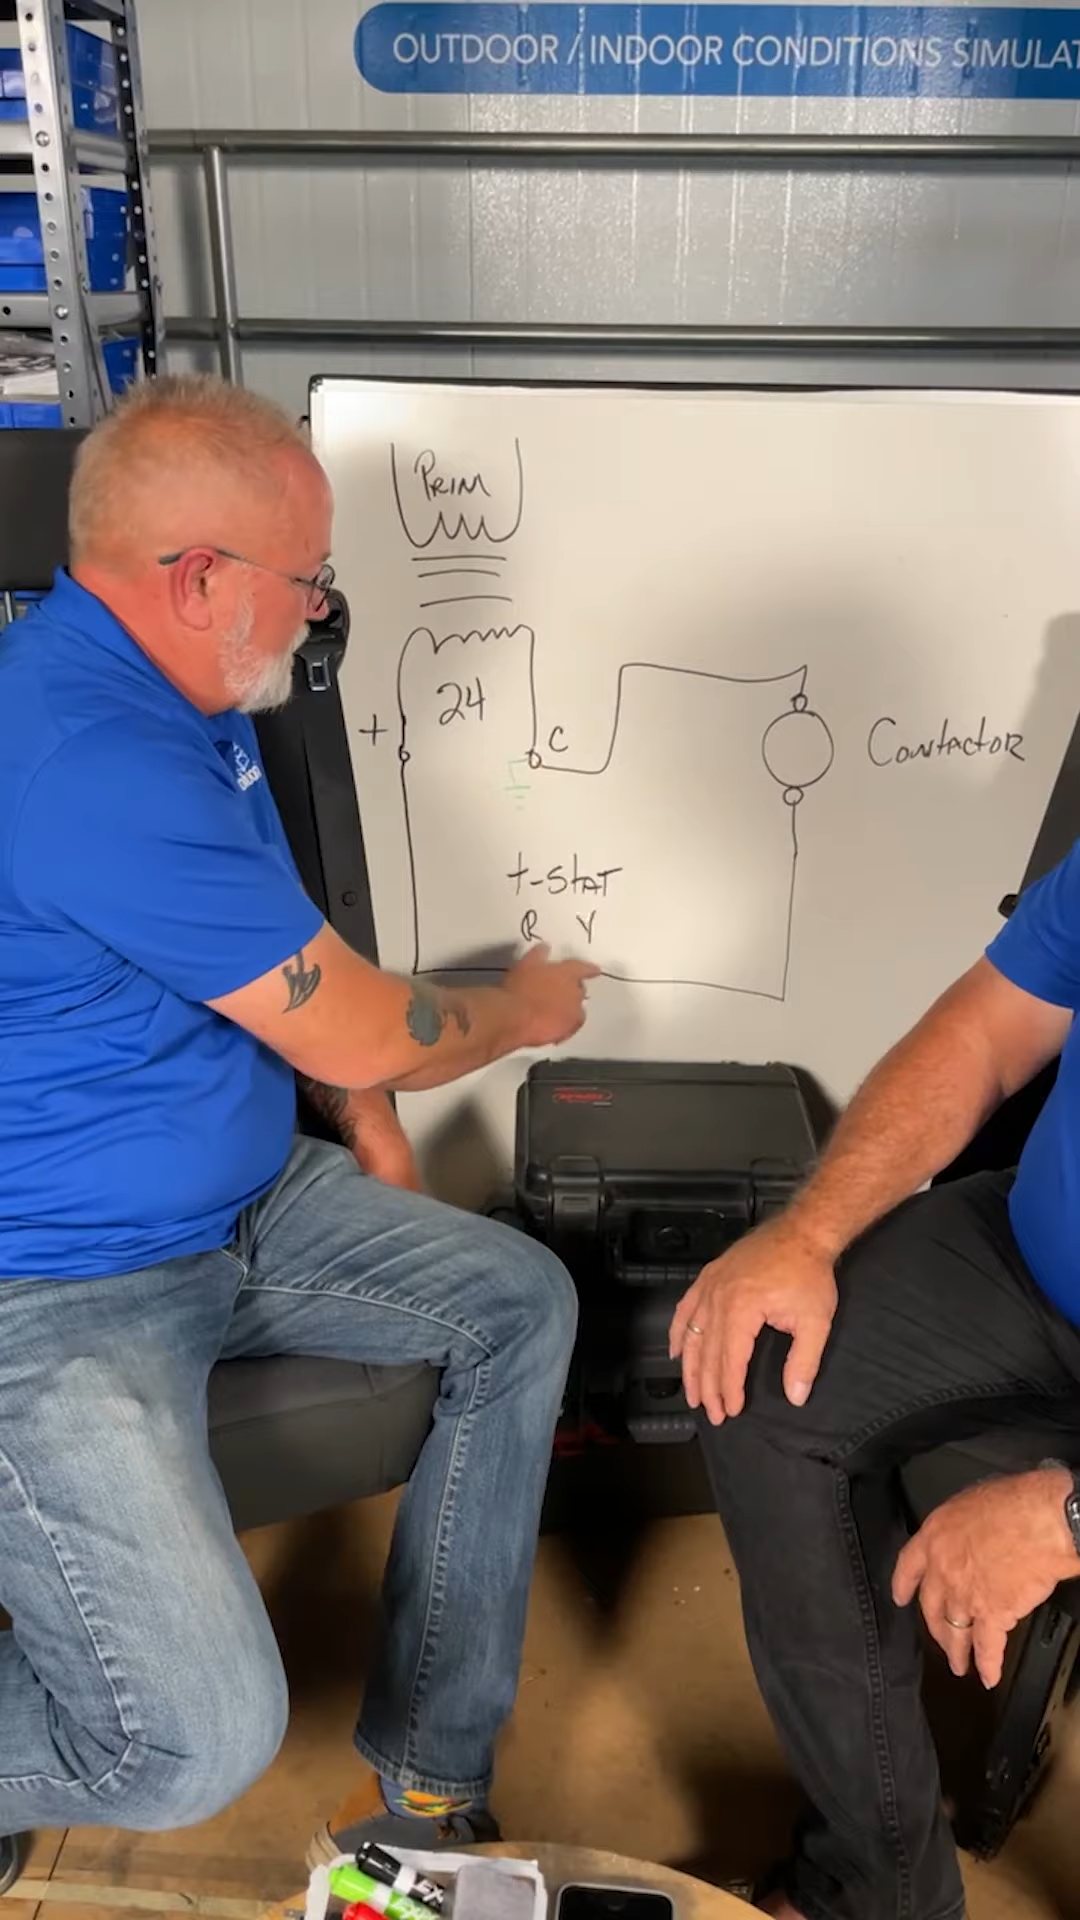 OUTDOOR / INDOOR CONDITIONS SIMULAT
PRIM
24
+
C
Contactor
t-STAT
R Y